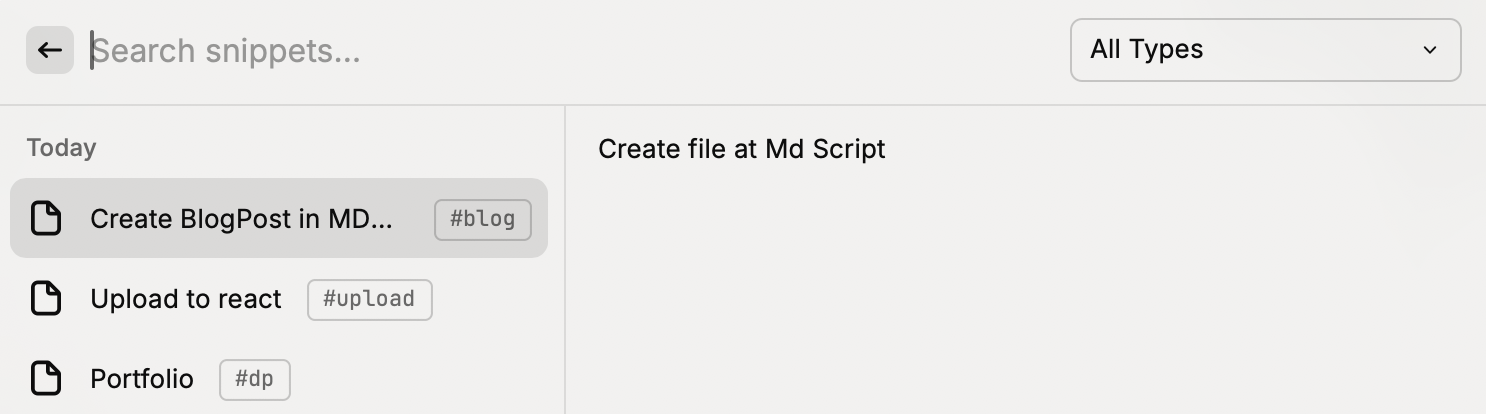 Search snippets...
All Types
Today
Create BlogPost in MD... #blog
Upload to react #upload
Portfolio #dp
Create file at Md Script